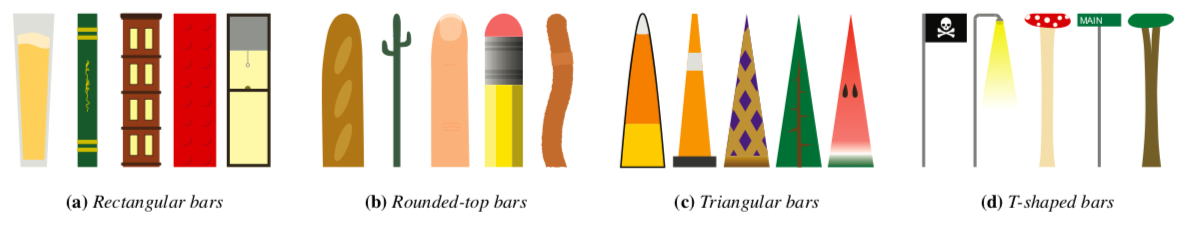 MAIN
(a) Rectangular bars
(b) Rounded-top bars
(c) Triangular bars
(d) T-shaped bars